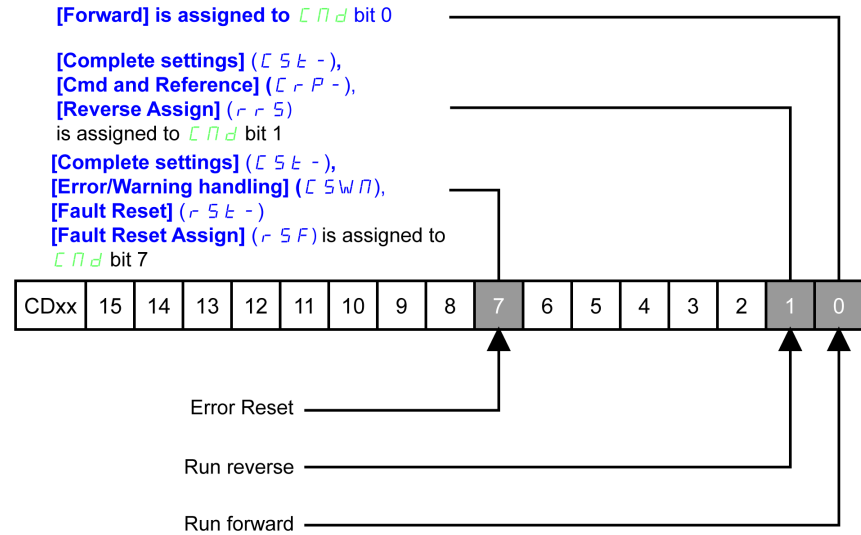 [Forward] is assigned to CMd bit 0
[Complete settings] (CSt-),
[Cmd and Reference] (CrP-),
[Reverse Assign] (rrS)
is assigned to CMd bit 1
[Complete settings] (CSt-),
[Error/Warning handling] (CSWM),
[Fault Reset] (rSt-)
[Fault Reset Assign] (rSF) is assigned to
CMd bit 7
CDxx 15 14 13 12 11 10 9 8 7 6 5 4 3 2 1 0
Error Reset
Run reverse
Run forward